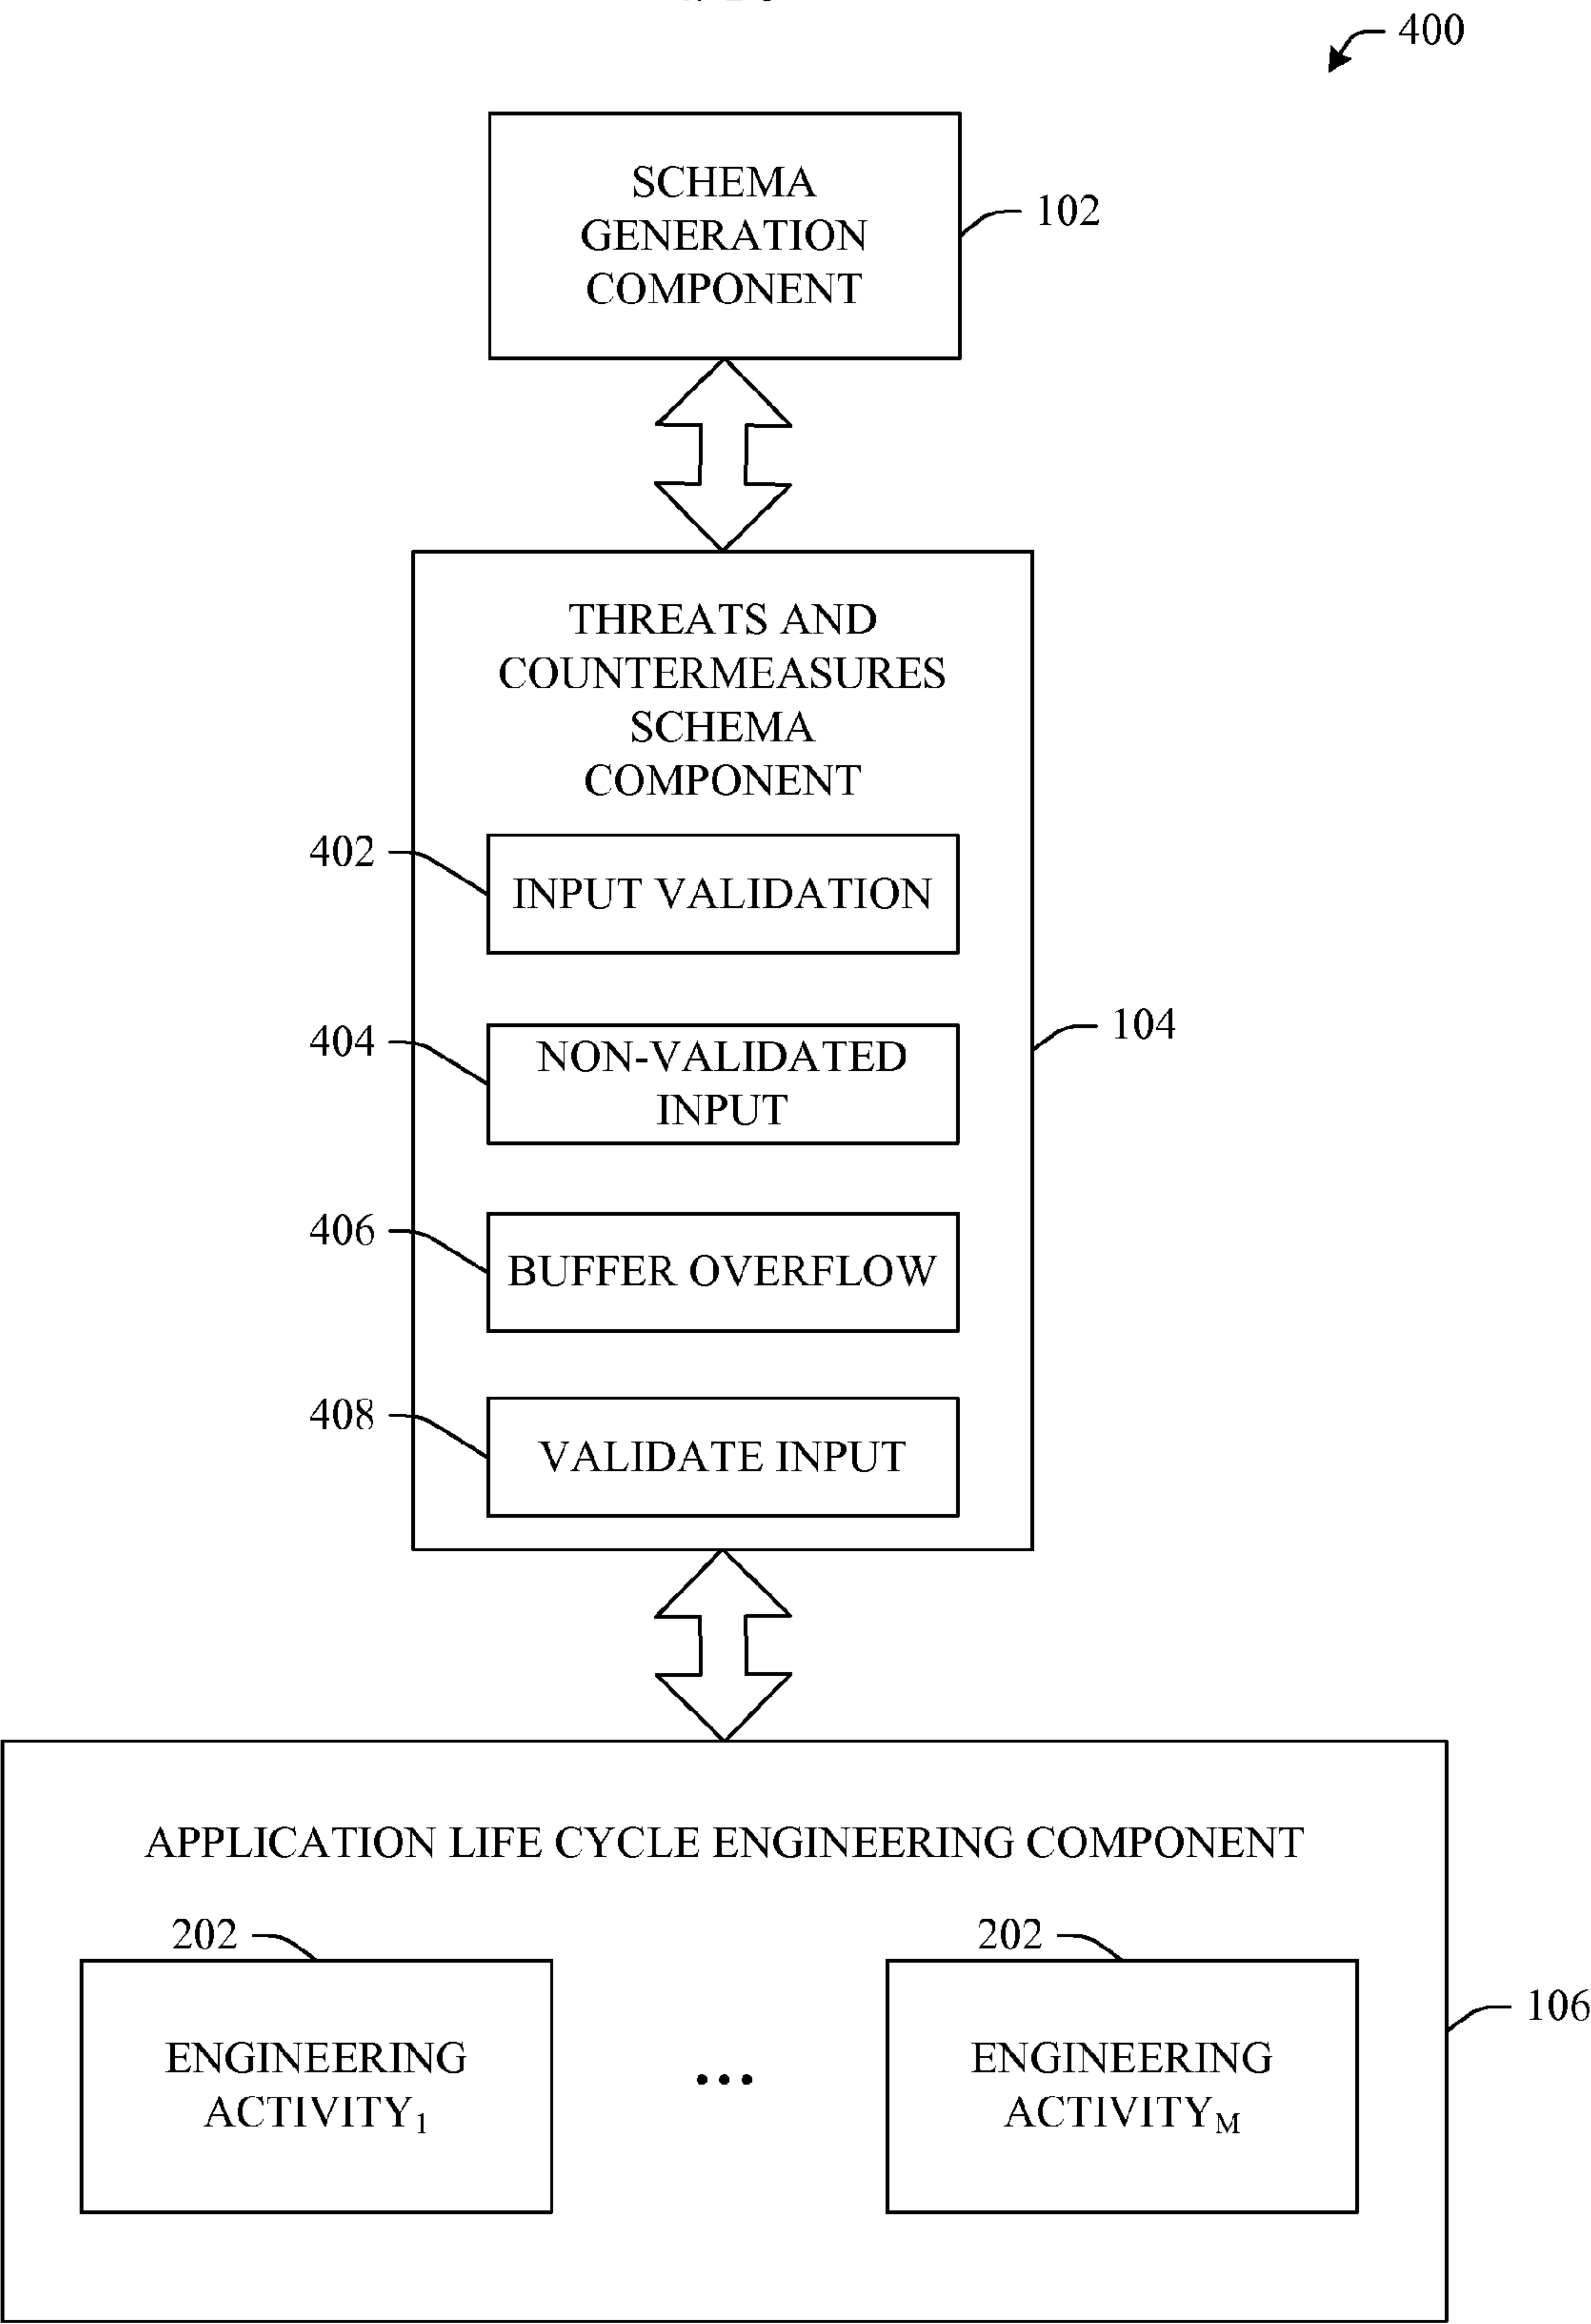 400
SCHEMA
GENERATION
COMPONENT
102
THREATS AND
COUNTERMEASURES
SCHEMA
COMPONENT
402
INPUT VALIDATION
404
NON-VALIDATED
INPUT
104
406
BUFFER OVERFLOW
408
VALIDATE INPUT
APPLICATION LIFE CYCLE ENGINEERING COMPONENT
202
202
ENGINEERING
ACTIVITY1
...
ENGINEERING
ACTIVITYM
106